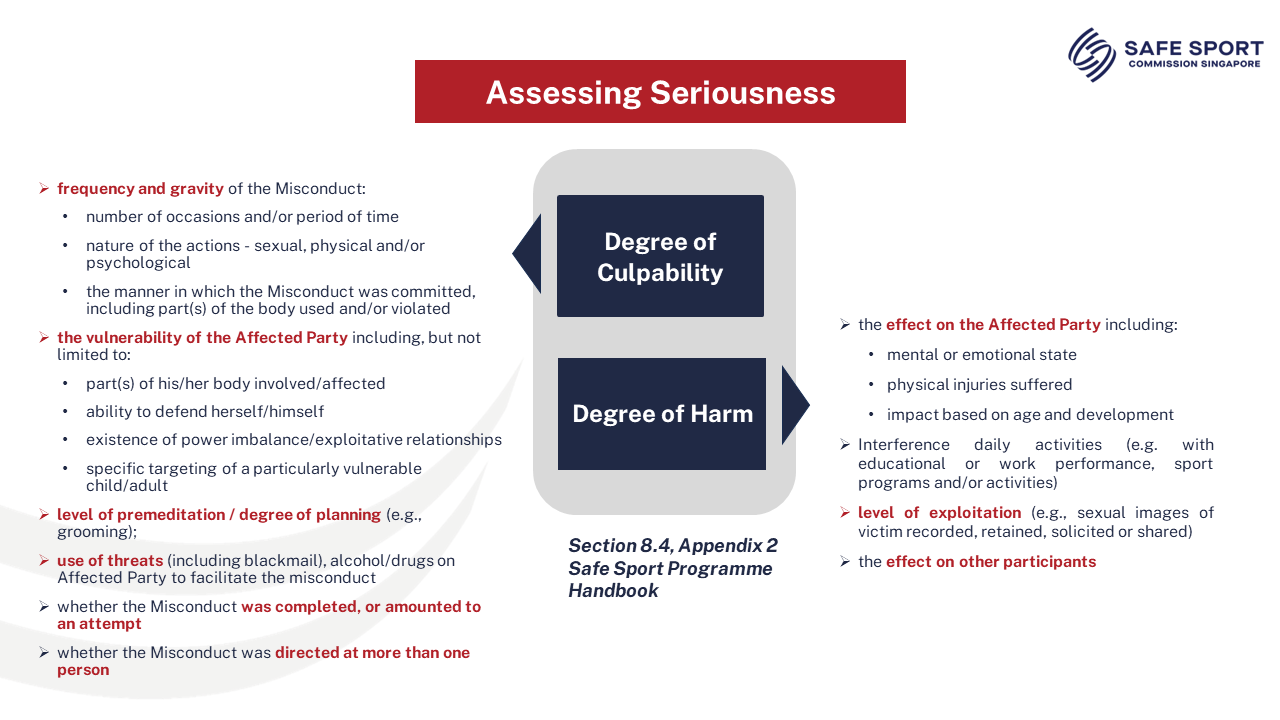 SAFE SPORT
COMMISSION SINGAPORE
Assessing Seriousness
➢ frequency and gravity of the Misconduct:
• number of occasions and/or period of time
• nature of the actions - sexual, physical and/or
psychological
• the manner in which the Misconduct was committed,
including part(s) of the body used and/or violated
➢ the vulnerability of the Affected Party including, but not
limited to:
• part(s) of his/her body involved/affected
• ability to defend herself/himself
• existence of power imbalance/exploitative relationships
• specific targeting of a particularly vulnerable
child/adult
➢ level of premeditation / degree of planning (e.g.,
grooming);
➢ use of threats (including blackmail), alcohol/drugs on
Affected Party to facilitate the misconduct
➢ whether the Misconduct was completed, or amounted to
an attempt
➢ whether the Misconduct was directed at more than one
person
Degree of
Culpability
Degree of Harm
Section 8.4, Appendix 2
Safe Sport Programme
Handbook
➢ the effect on the Affected Party including:
• mental or emotional state
• physical injuries suffered
• impact based on age and development
➢ Interference daily activities (e.g. with
educational or work performance, sport
programs and/or activities)
➢ level of exploitation (e.g., sexual images of
victim recorded, retained, solicited or shared)
➢ the effect on other participants